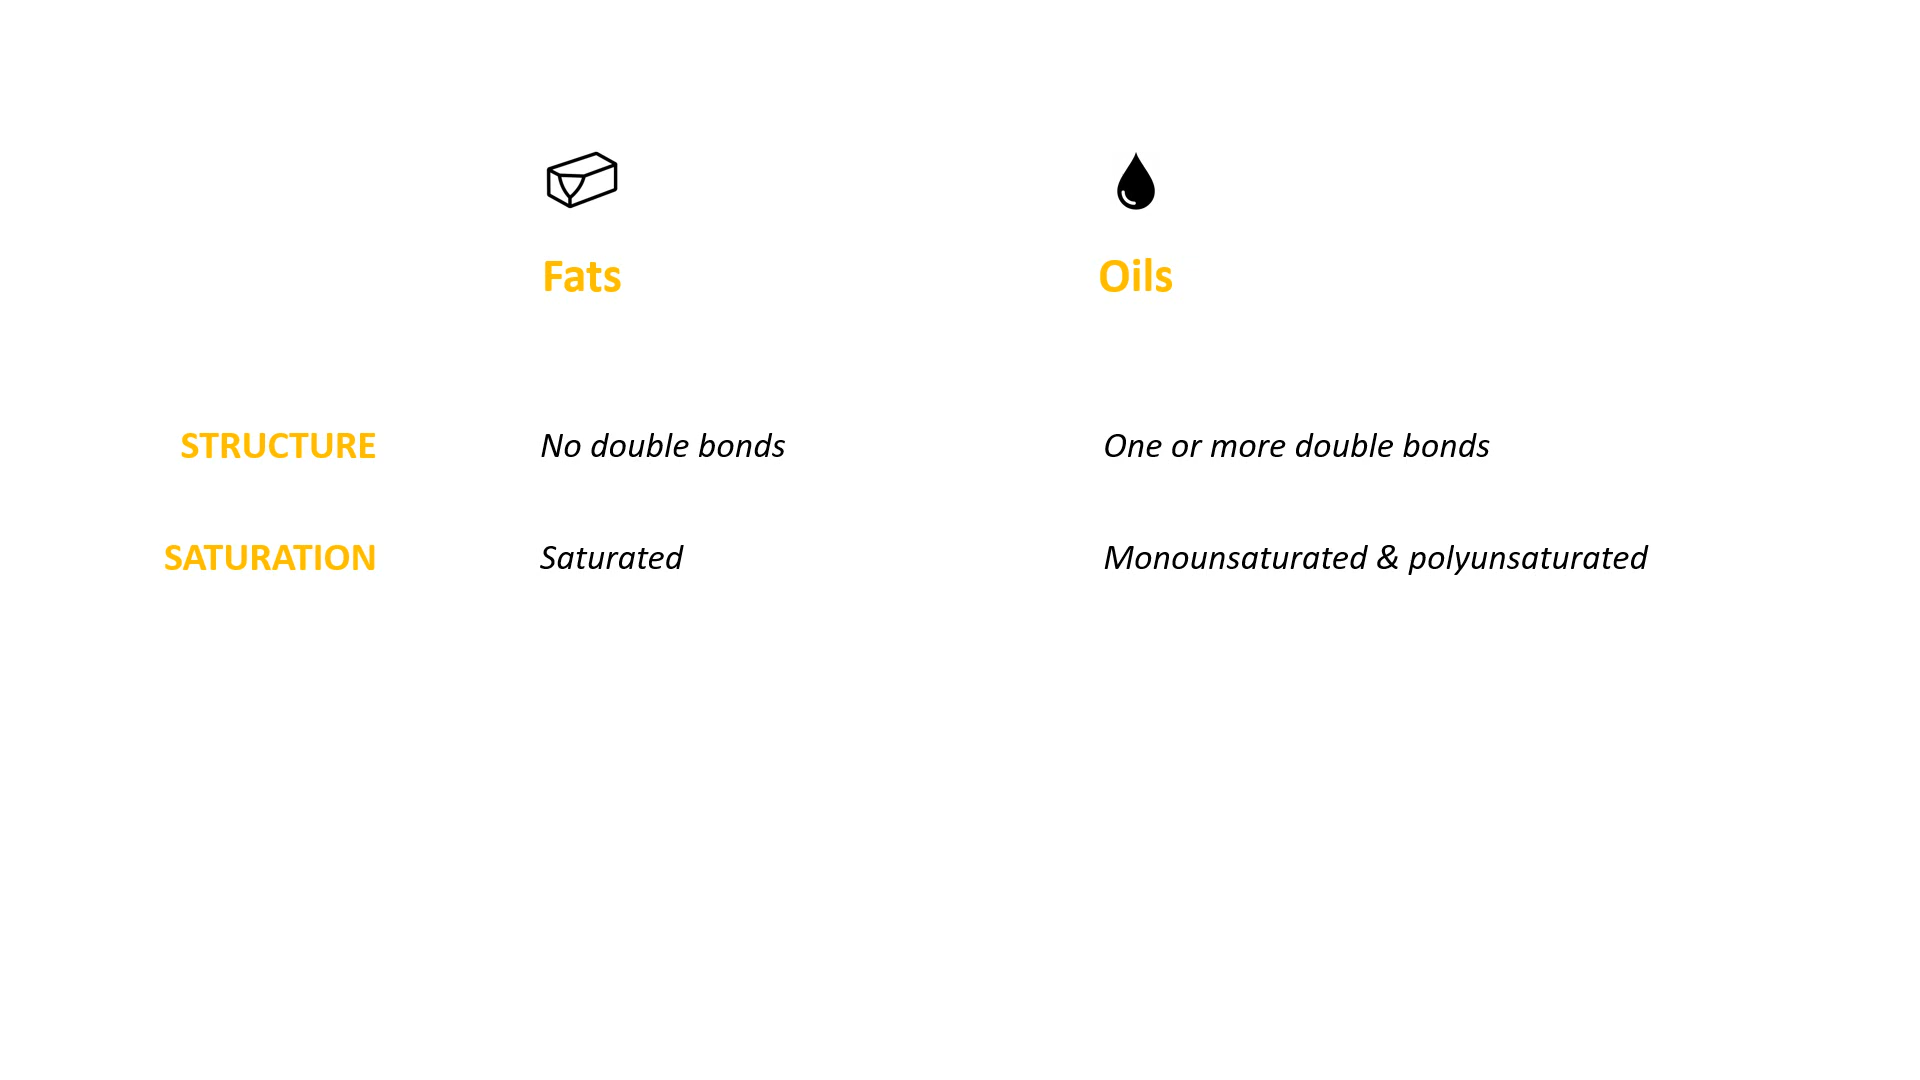 Fats Oils
STRUCTURE No double bonds One or more double bonds
SATURATION Saturated Monounsaturated & polyunsaturated